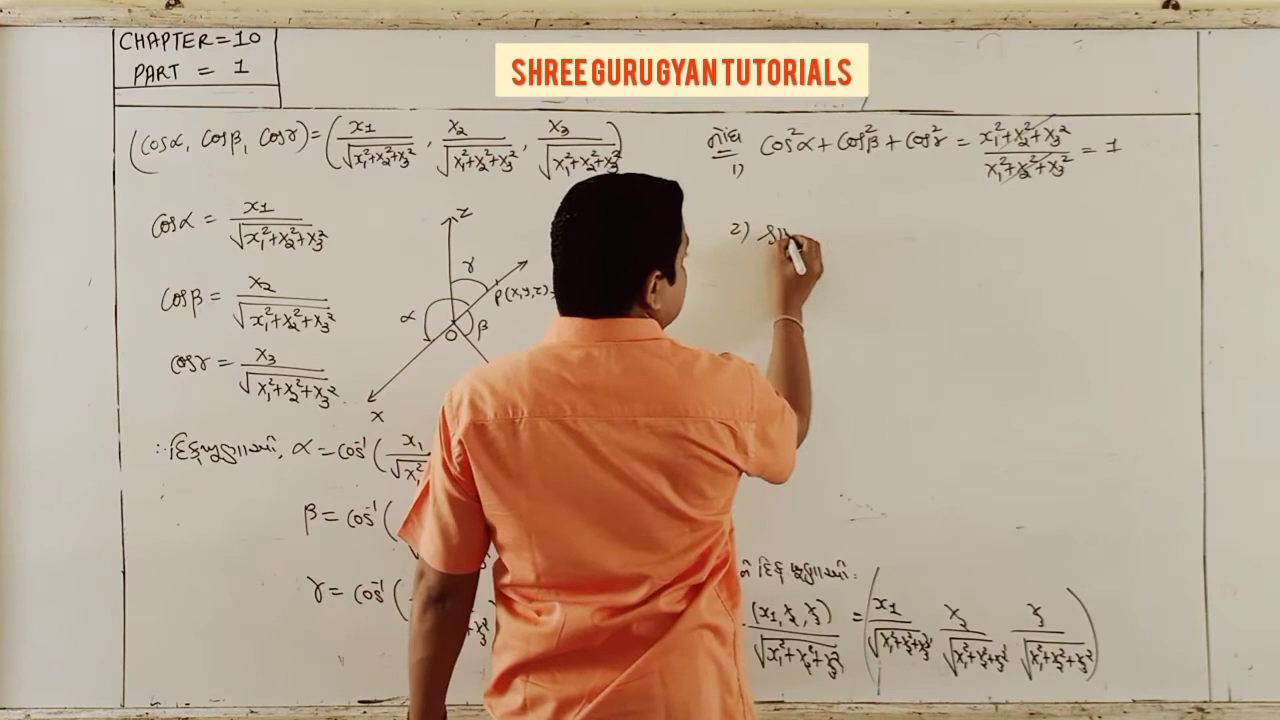 CHAPTER=10
PART = 1
SHREE GURU GYAN TUTORIALS
(cosα, cosβ, cosγ) = (x₁/√(x₁²+x₂²+x₃²), x₂/√(x₁²+x₂²+x₃²), x₃/√(x₁²+x₂²+x₃²))
cosα = x₁/√(x₁²+x₂²+x₃²)
cosβ = x₂/√(x₁²+x₂²+x₃²)
cosγ = x₃/√(x₁²+x₂²+x₃²)
z
γ
P(x,y,z)
α
β
O
x
∴ દિક્ખૂણાઓ, α = cos⁻¹(x₁/√x₁²
β = cos⁻¹(
γ = cos⁻¹(
નોંધ
1) cos²α + cos²β + cos²γ = (x₁²+x₂²+x₃²)/(x₁²+x₂²+x₃²) = 1
2)
(x₁, x₂, x₃)/√(x₁²+x₂²+x₃²) = (x₁/√(x₁²+x₂²+x₃²) x₂/√(x₁²+x₂²+x₃²) x₃/√(x₁²+x₂²+x₃²))